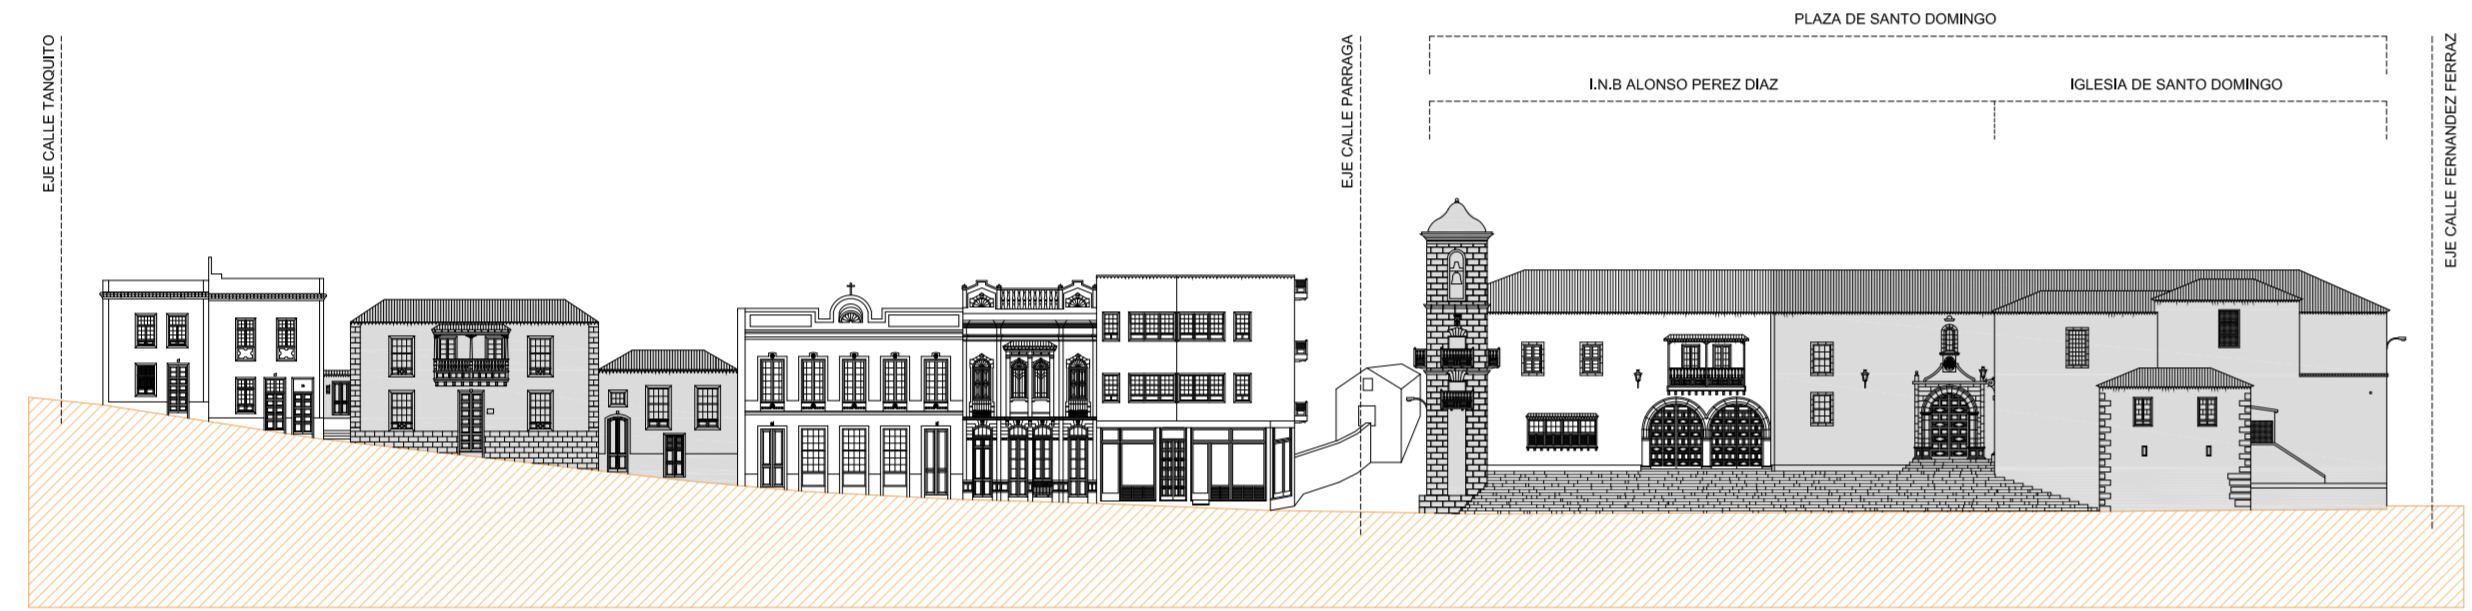 PLAZA DE SANTO DOMINGO
EJE CALLE TANQUITO
EJE CALLE PARRAGA
I.N.B ALONSO PEREZ DIAZ
IGLESIA DE SANTO DOMINGO
EJE CALLE FERNANDEZ FERRAZ